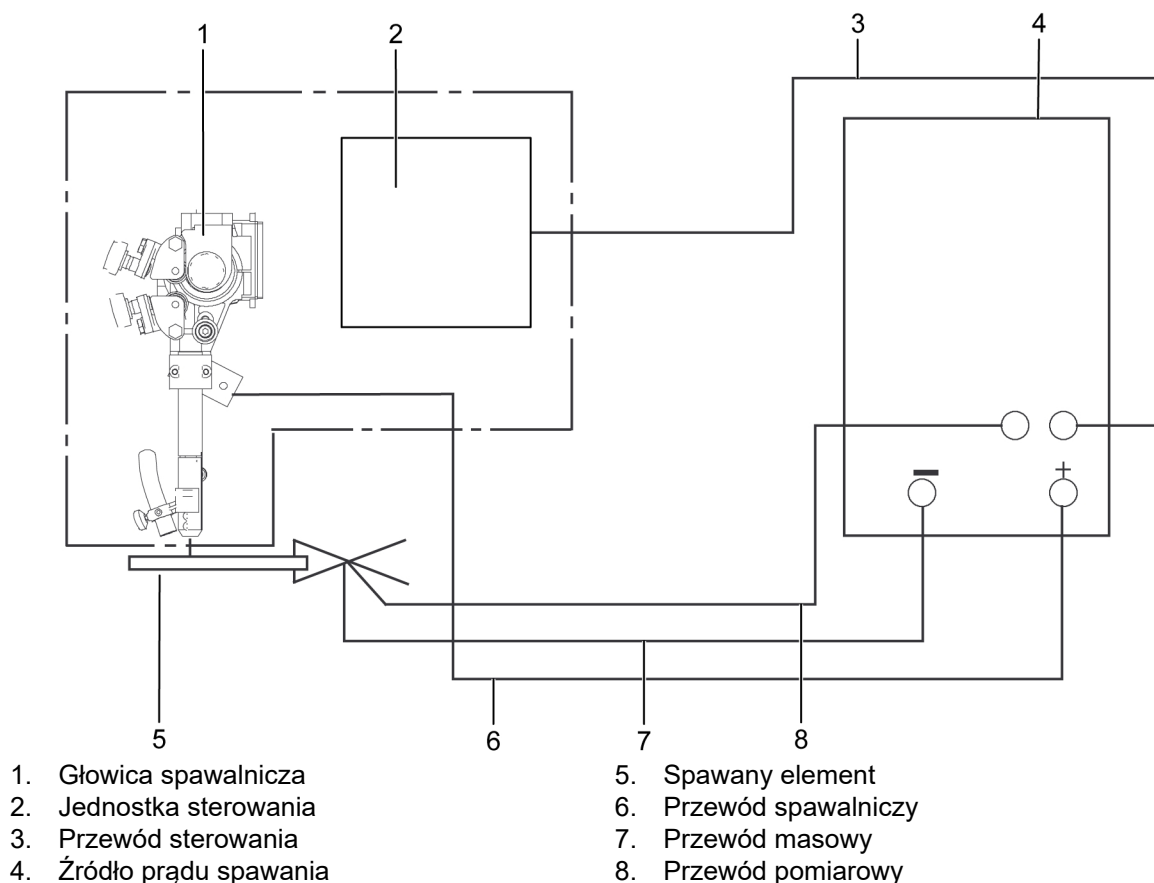 1
2
3
4
+
5
6
7
8
1. Głowica spawalnicza
2. Jednostka sterowania
3. Przewód sterowania
4. Źródło prądu spawania
5. Spawany element
6. Przewód spawalniczy
7. Przewód masowy
8. Przewód pomiarowy